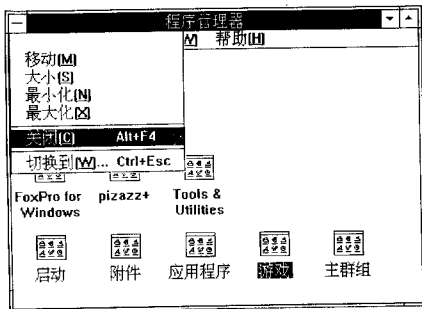 程序管理器
[W] 帮助[H]
移动[M]
大小[S]
最小化[N]
最大化[X]
关闭[C] Alt+F4
切换到[W]... Ctrl+Esc
FoxPro for Windows
pizazz+
Tools & Utilities
启动
附件
应用程序
游戏
主群组